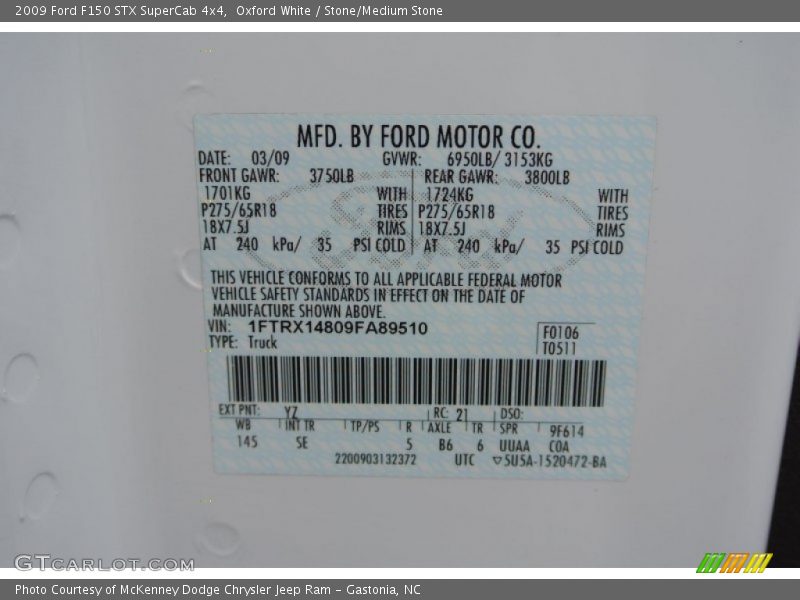 2009 Ford F150 STX SuperCab 4x4, Oxford White / Stone/Medium Stone
MFD. BY FORD MOTOR CO.
DATE: 03/09 GVWR: 6950LB/ 3153KG
FRONT GAWR: 3750LB REAR GAWR: 3800LB
1701KG WITH 1724KG WITH
P275/65R18 TIRES P275/65R18 TIRES
18X7.5J RIMS 18X7.5J RIMS
AT 240 kPa/ 35 PSI COLD AT 240 kPa/ 35 PSI COLD
THIS VEHICLE CONFORMS TO ALL APPLICABLE FEDERAL MOTOR
VEHICLE SAFETY STANDARDS IN EFFECT ON THE DATE OF
MANUFACTURE SHOWN ABOVE.
VIN: 1FTRX14809FA89510 F0106
TYPE: Truck T0511
EXT PNT: YZ RC: 21 DSO:
WB INT TR TP/PS R AXLE TR SPR 9F614
145 SE 5 B6 6 UUAA COA
2200903132372 UTC ▽5U5A-1520472-BA
GTCARLOT.COM
Photo Courtesy of McKenney Dodge Chrysler Jeep Ram – Gastonia, NC